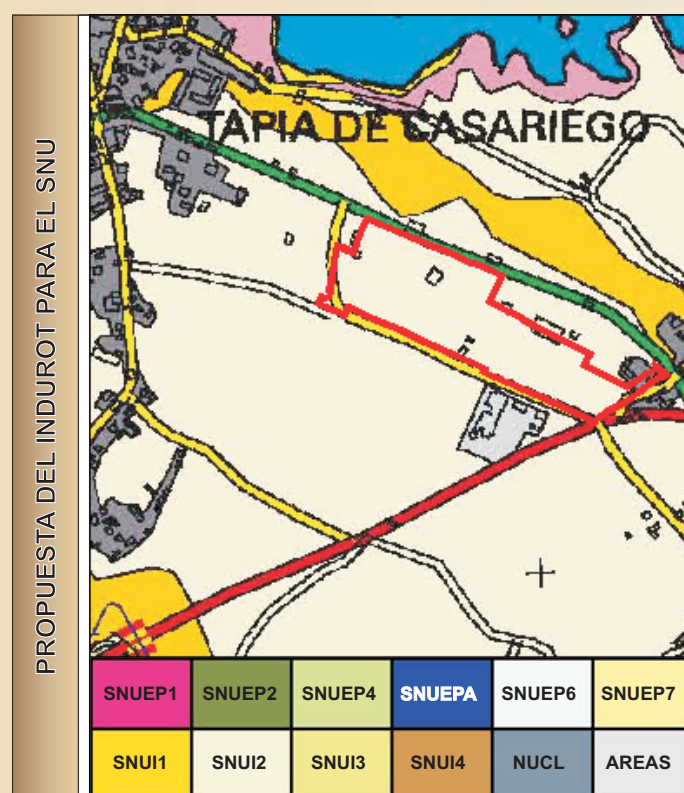 PROPUESTA DEL INDUROT PARA EL SNU
TAPIA DE CASARIEGO
SNUEP1 SNUEP2 SNUEP4 SNUEPA SNUEP6 SNUEP7
SNUI1 SNUI2 SNUI3 SNUI4 NUCL AREAS